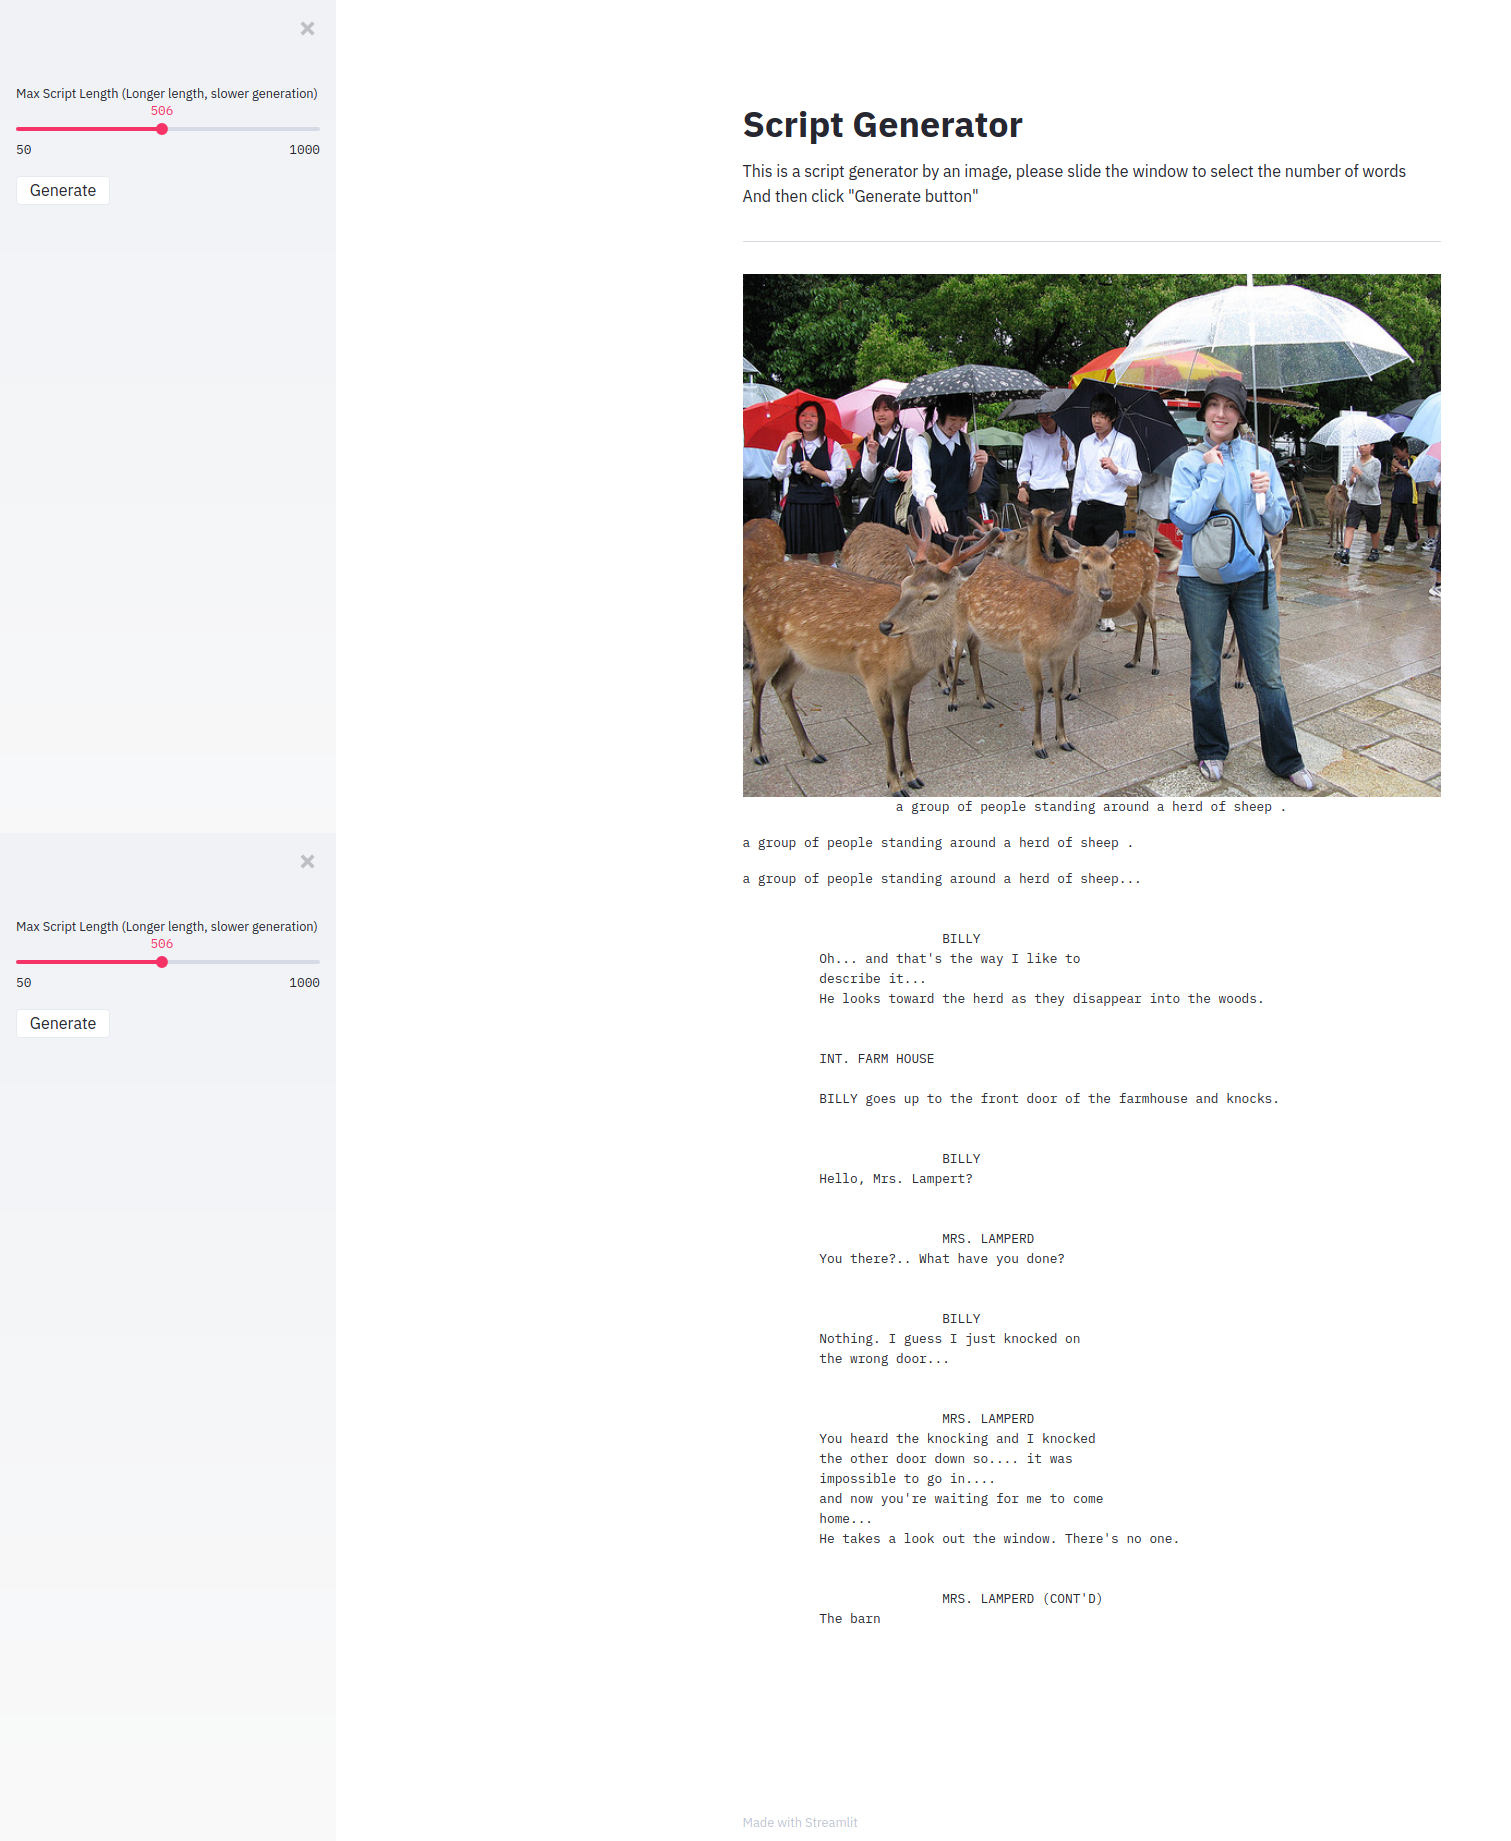 Max Script Length (Longer length, slower generation)
506
50 1000
Generate
Script Generator
This is a script generator by an image, please slide the window to select the number of words
And then click "Generate button"
a group of people standing around a herd of sheep .
a group of people standing around a herd of sheep .
a group of people standing around a herd of sheep...
Max Script Length (Longer length, slower generation)
506
50 1000
Generate
BILLY
Oh... and that's the way I like to
describe it...
He looks toward the herd as they disappear into the woods.
INT. FARM HOUSE
BILLY goes up to the front door of the farmhouse and knocks.
BILLY
Hello, Mrs. Lampert?
MRS. LAMPERD
You there?.. What have you done?
BILLY
Nothing. I guess I just knocked on
the wrong door...
MRS. LAMPERD
You heard the knocking and I knocked
the other door down so.... it was
impossible to go in....
and now you're waiting for me to come
home...
He takes a look out the window. There's no one.
MRS. LAMPERD (CONT'D)
The barn
Made with Streamlit